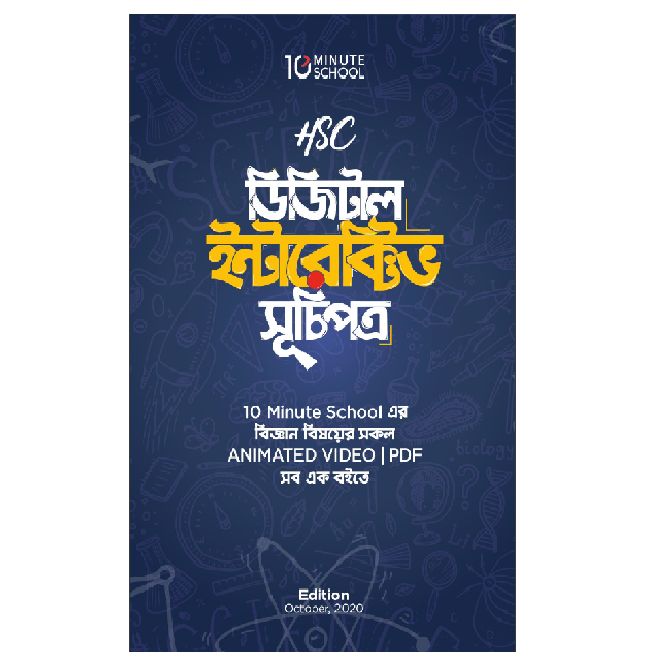 10 MINUTE
SCHOOL
HSC
ডিজিটাল
ইন্টারেক্টিভ
সূচিপত্র
10 Minute School এর
বিজ্ঞান বিষয়ের সকল
ANIMATED VIDEO | PDF
সব এক বইতে
biology
Edition
October, 2020